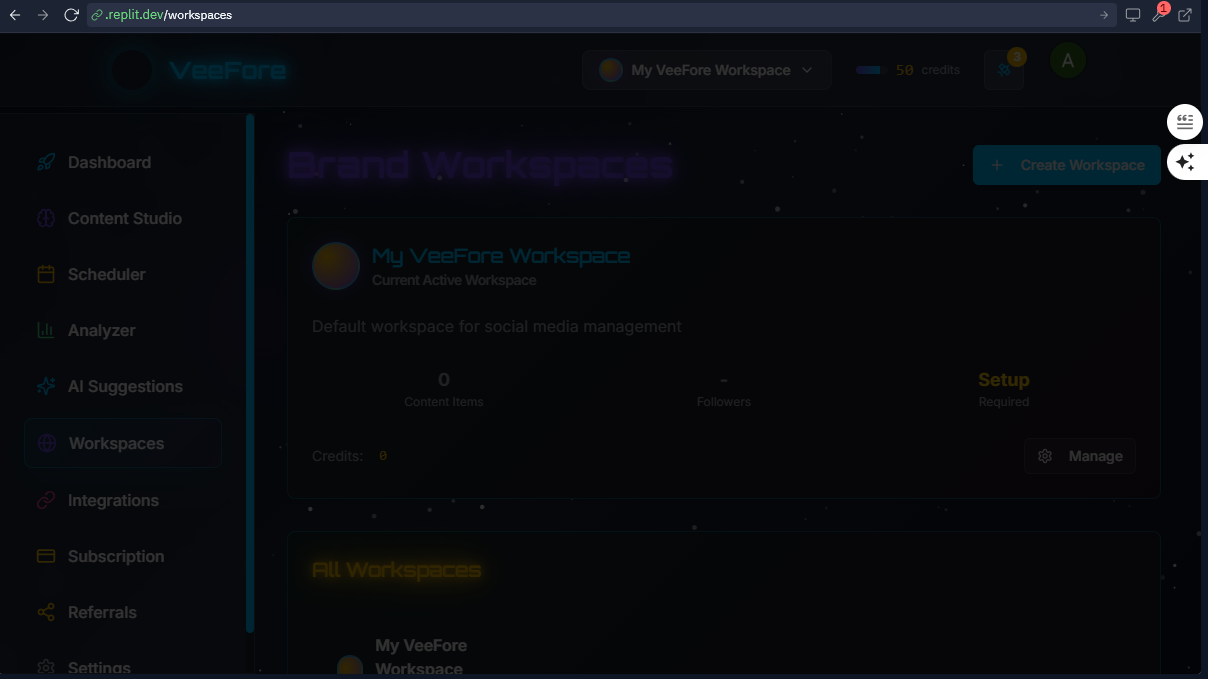 .replit.dev/workspaces
1
VeeFore
My VeeFore Workspace
50 credits
3
A
Dashboard
Content Studio
Scheduler
Analyzer
AI Suggestions
Workspaces
Integrations
Subscription
Referrals
Settings
Brand Workspaces
+ Create Workspace
My VeeFore Workspace
Current Active Workspace
Default workspace for social media management
0
Content Items
-
Followers
Setup
Required
Credits: 0
Manage
All Workspaces
My VeeFore
Workspace